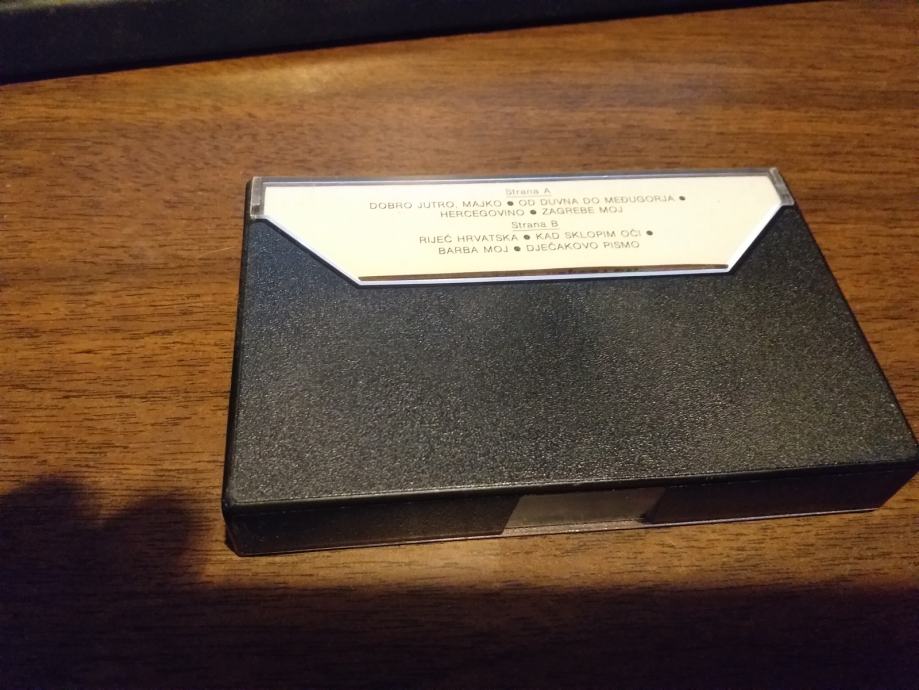 Strana A
DOBRO JUTRO, MAJKO ● OD DUVNA DO MEĐUGORJA ●
HERCEGOVINO ● ZAGREBE MOJ
Strana B
RIJEČ HRVATSKA ● KAD SKLOPIM OČI ●
BARBA MOJ ● DJEČAKOVO PISMO